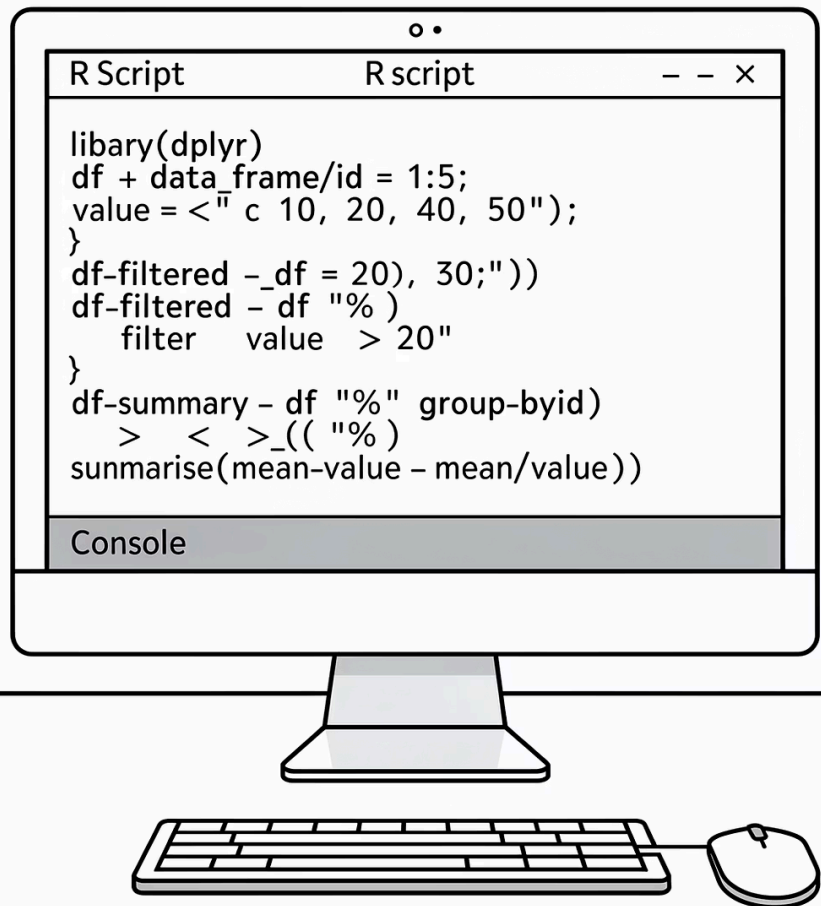 R Script R script – – ×
libary(dplyr)
df + data_frame/id = 1:5;
value = <" c 10, 20, 40, 50");
}
df-filtered -_df = 20), 30;"))
df-filtered – df "% )
filter value > 20"
}
df-summary – df "%" group-byid)
> < >_(( "% )
sunmarise(mean-value – mean/value))
Console